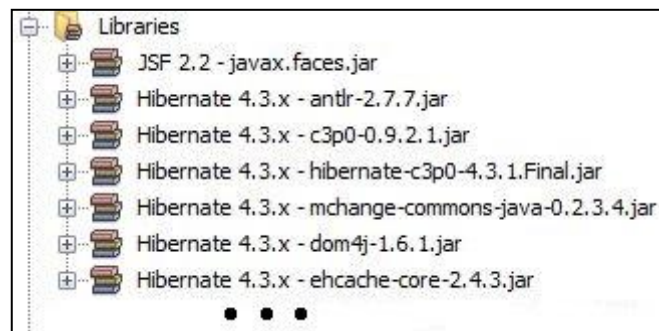 Libraries
JSF 2.2 - javax.faces.jar
Hibernate 4.3.x - antlr-2.7.7.jar
Hibernate 4.3.x - c3p0-0.9.2.1.jar
Hibernate 4.3.x - hibernate-c3p0-4.3.1.Final.jar
Hibernate 4.3.x - mchange-commons-java-0.2.3.4.jar
Hibernate 4.3.x - dom4j-1.6.1.jar
Hibernate 4.3.x - ehcache-core-2.4.3.jar
• • •